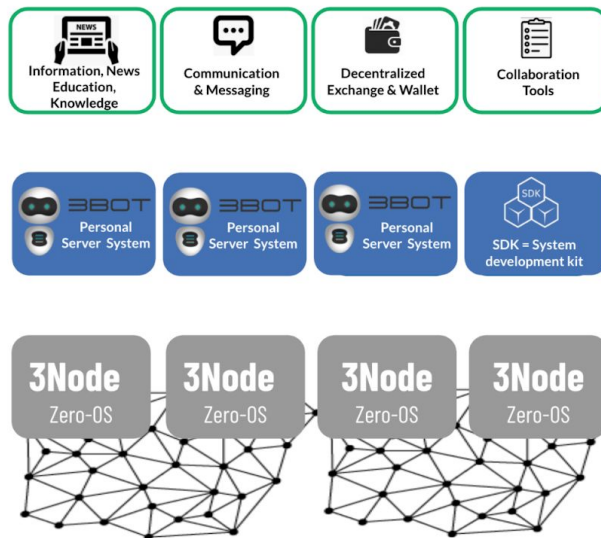 NEWS
Information, News
Education,
Knowledge
Communication
& Messaging
Decentralized
Exchange & Wallet
Collaboration
Tools
3BOT
Personal
Server System
3BOT
Personal
Server System
3BOT
Personal
Server System
SDK
SDK = System
development kit
3Node
Zero-OS
3Node
Zero-OS
3Node
Zero-OS
3Node
Zero-OS